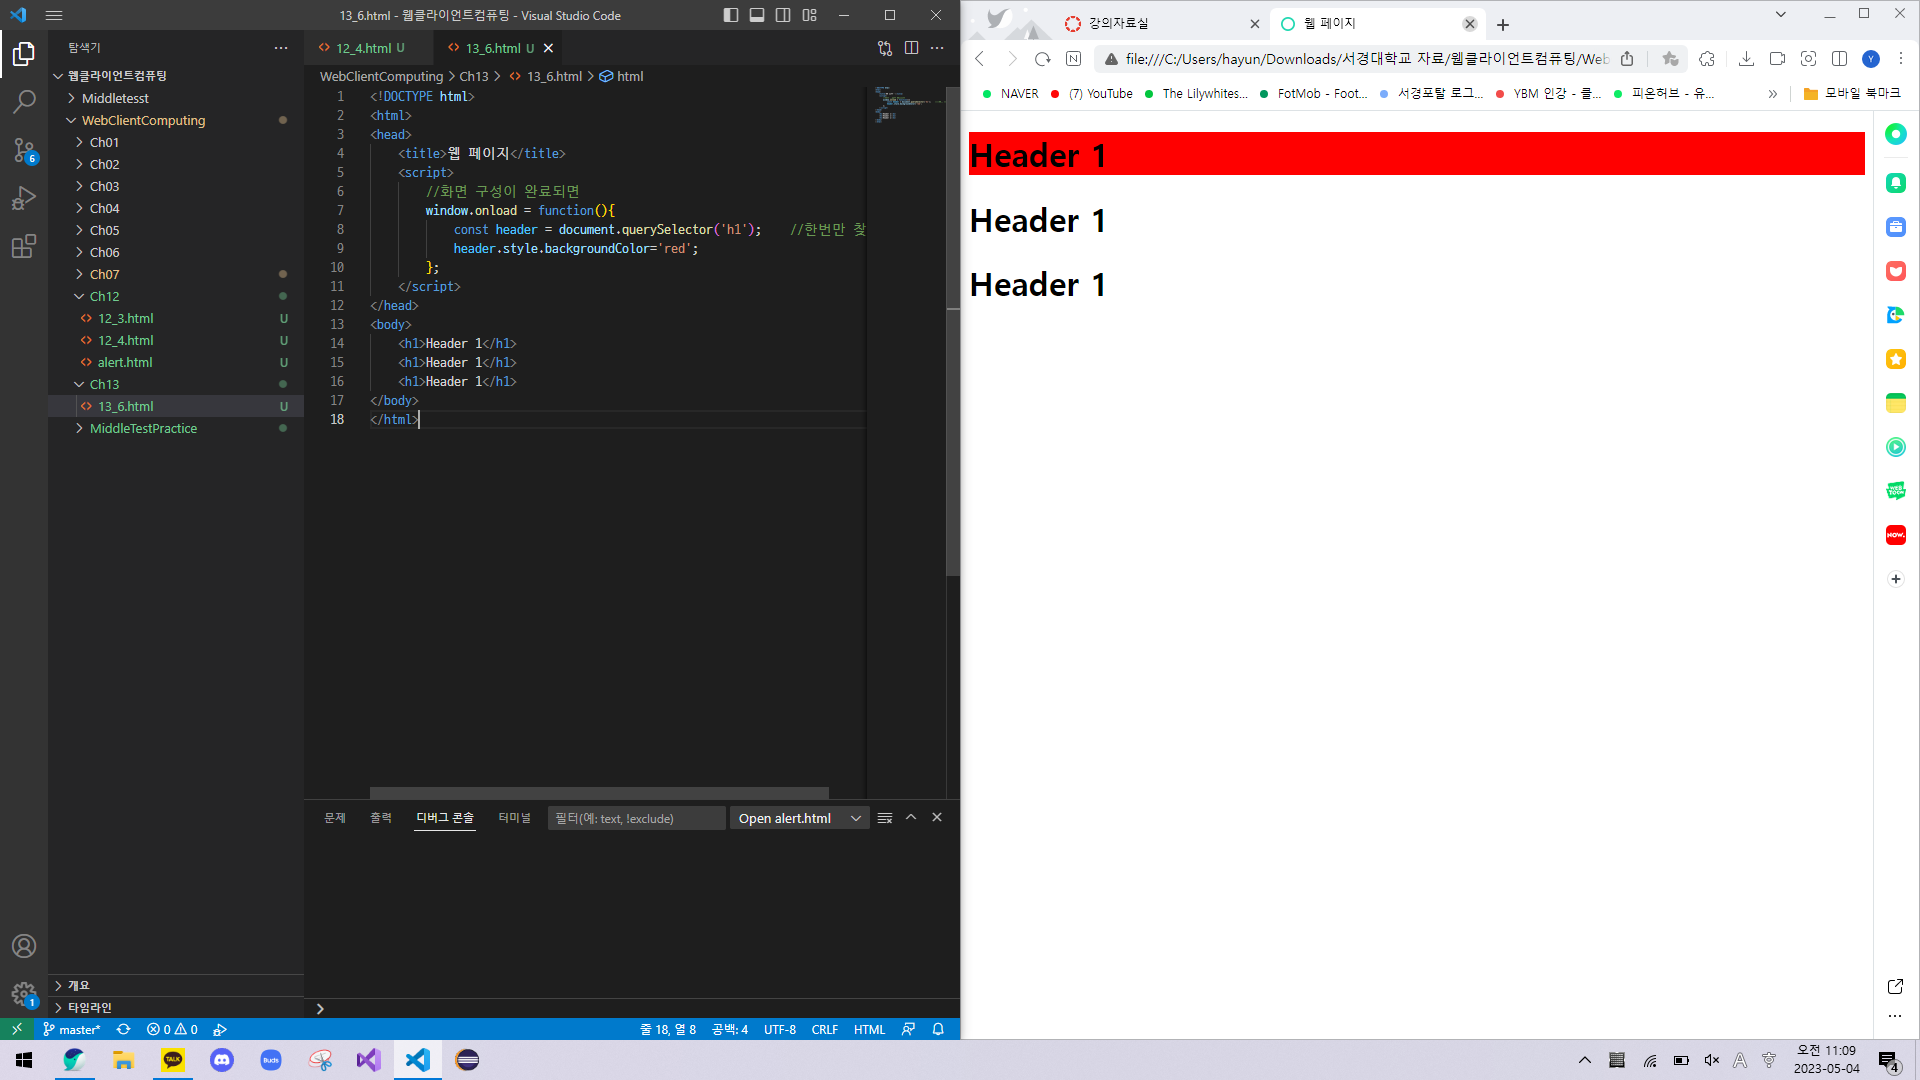 13_6.html - 웹클라이언트컴퓨팅 - Visual Studio Code
탐색기
웹클라이언트컴퓨팅
Middletesst
WebClientComputing
Ch01
Ch02
Ch03
Ch04
Ch05
Ch06
Ch07
Ch12
12_3.html U
12_4.html U
alert.html U
Ch13
13_6.html U
MiddleTestPractice
개요
타임라인
12_4.html U 13_6.html U
WebClientComputing > Ch13 > 13_6.html > html
1 <!DOCTYPE html>
2 <html>
3 <head>
4 <title>웹 페이지</title>
5 <script>
6 //화면 구성이 완료되면
7 window.onload = function(){
8 const header = document.querySelector('h1'); //한번만 찾
9 header.style.backgroundColor='red';
10 };
11 </script>
12 </head>
13 <body>
14 <h1>Header 1</h1>
15 <h1>Header 1</h1>
16 <h1>Header 1</h1>
17 </body>
18 </html>
문제 출력 디버그 콘솔 터미널 필터(예: text, !exclude) Open alert.html
6
1
master* 0 0 줄 18, 열 8 공백: 4 UTF-8 CRLF HTML
강의자료실 웹 페이지
file:///C:/Users/hayun/Downloads/서경대학교 자료/웹클라이언트컴퓨팅/Web
N
Y
NAVER (7) YouTube The Lilywhites... FotMob - Foot... 서경포탈 로그... YBM 인강 - 클... 피온허브 - 유... » 모바일 북마크
Header 1
Header 1
Header 1
WEBTOON
NOW.
TALK
Buds
A
오전 11:09
2023-05-04
4